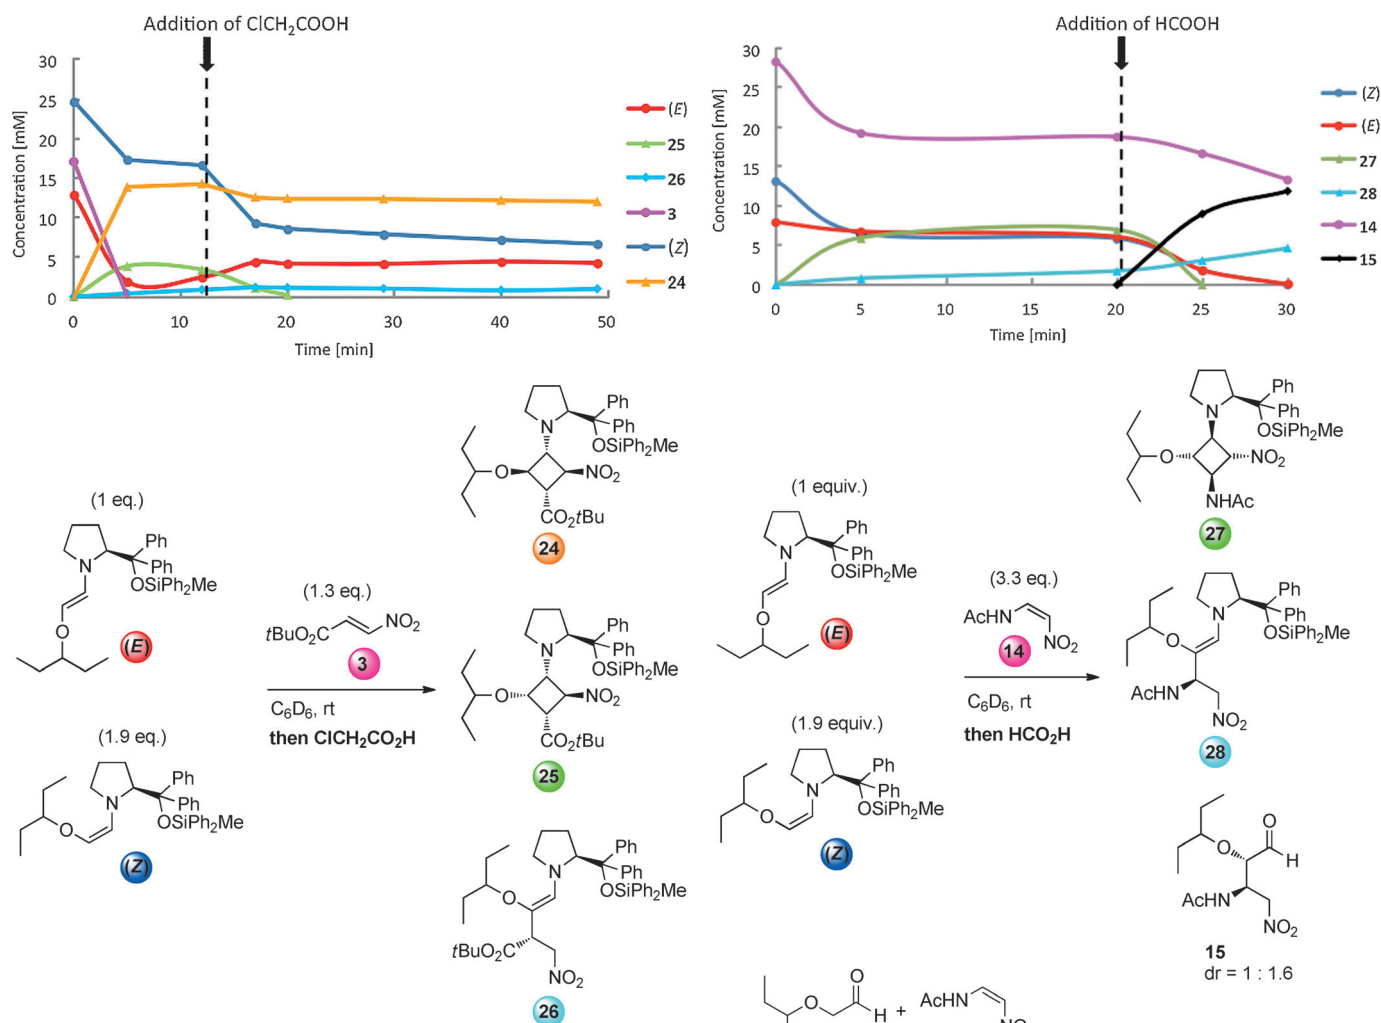 Addition of ClCH₂COOH
Concentration [mM]
30
25
20
15
10
5
0
0
10
20
30
40
50
Time [min]
(E)
25
26
3
(Z)
24
Addition of HCOOH
Concentration [mM]
30
25
20
15
10
5
0
0
5
10
15
20
25
30
Time [min]
(Z)
(E)
27
28
14
15
(1 eq.)
N
Ph
Ph
OSiPh₂Me
O
(E)
(1.9 eq.)
N
Ph
Ph
OSiPh₂Me
O
(Z)
(1.3 eq.)
tBuO₂C
NO₂
3
C₆D₆, rt
then ClCH₂CO₂H
N
Ph
Ph
OSiPh₂Me
O
NO₂
CO₂tBu
24
N
Ph
Ph
OSiPh₂Me
O
NO₂
CO₂tBu
25
N
Ph
Ph
OSiPh₂Me
O
tBuO₂C
NO₂
26
(1 equiv.)
N
Ph
Ph
OSiPh₂Me
O
(E)
(1.9 equiv.)
N
Ph
Ph
OSiPh₂Me
O
(Z)
(3.3 eq.)
AcHN
NO₂
14
C₆D₆, rt
then HCO₂H
N
Ph
Ph
OSiPh₂Me
O
NO₂
NHAc
27
N
Ph
Ph
OSiPh₂Me
O
AcHN
NO₂
28
O
O
H
AcHN
NO₂
15
dr = 1 : 1.6
O
O
H
+
AcHN